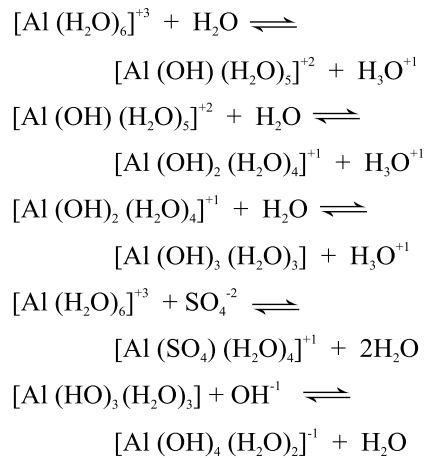 [Al (H₂O)₆]⁺³ + H₂O ⇌
[Al (OH) (H₂O)₅]⁺² + H₃O⁺¹
[Al (OH) (H₂O)₅]⁺² + H₂O ⇌
[Al (OH)₂ (H₂O)₄]⁺¹ + H₃O⁺¹
[Al (OH)₂ (H₂O)₄]⁺¹ + H₂O ⇌
[Al (OH)₃ (H₂O)₃] + H₃O⁺¹
[Al (H₂O)₆]⁺³ + SO₄⁻² ⇌
[Al (SO₄) (H₂O)₄]⁺¹ + 2H₂O
[Al (HO)₃ (H₂O)₃] + OH⁻¹ ⇌
[Al (OH)₄ (H₂O)₂]⁻¹ + H₂O